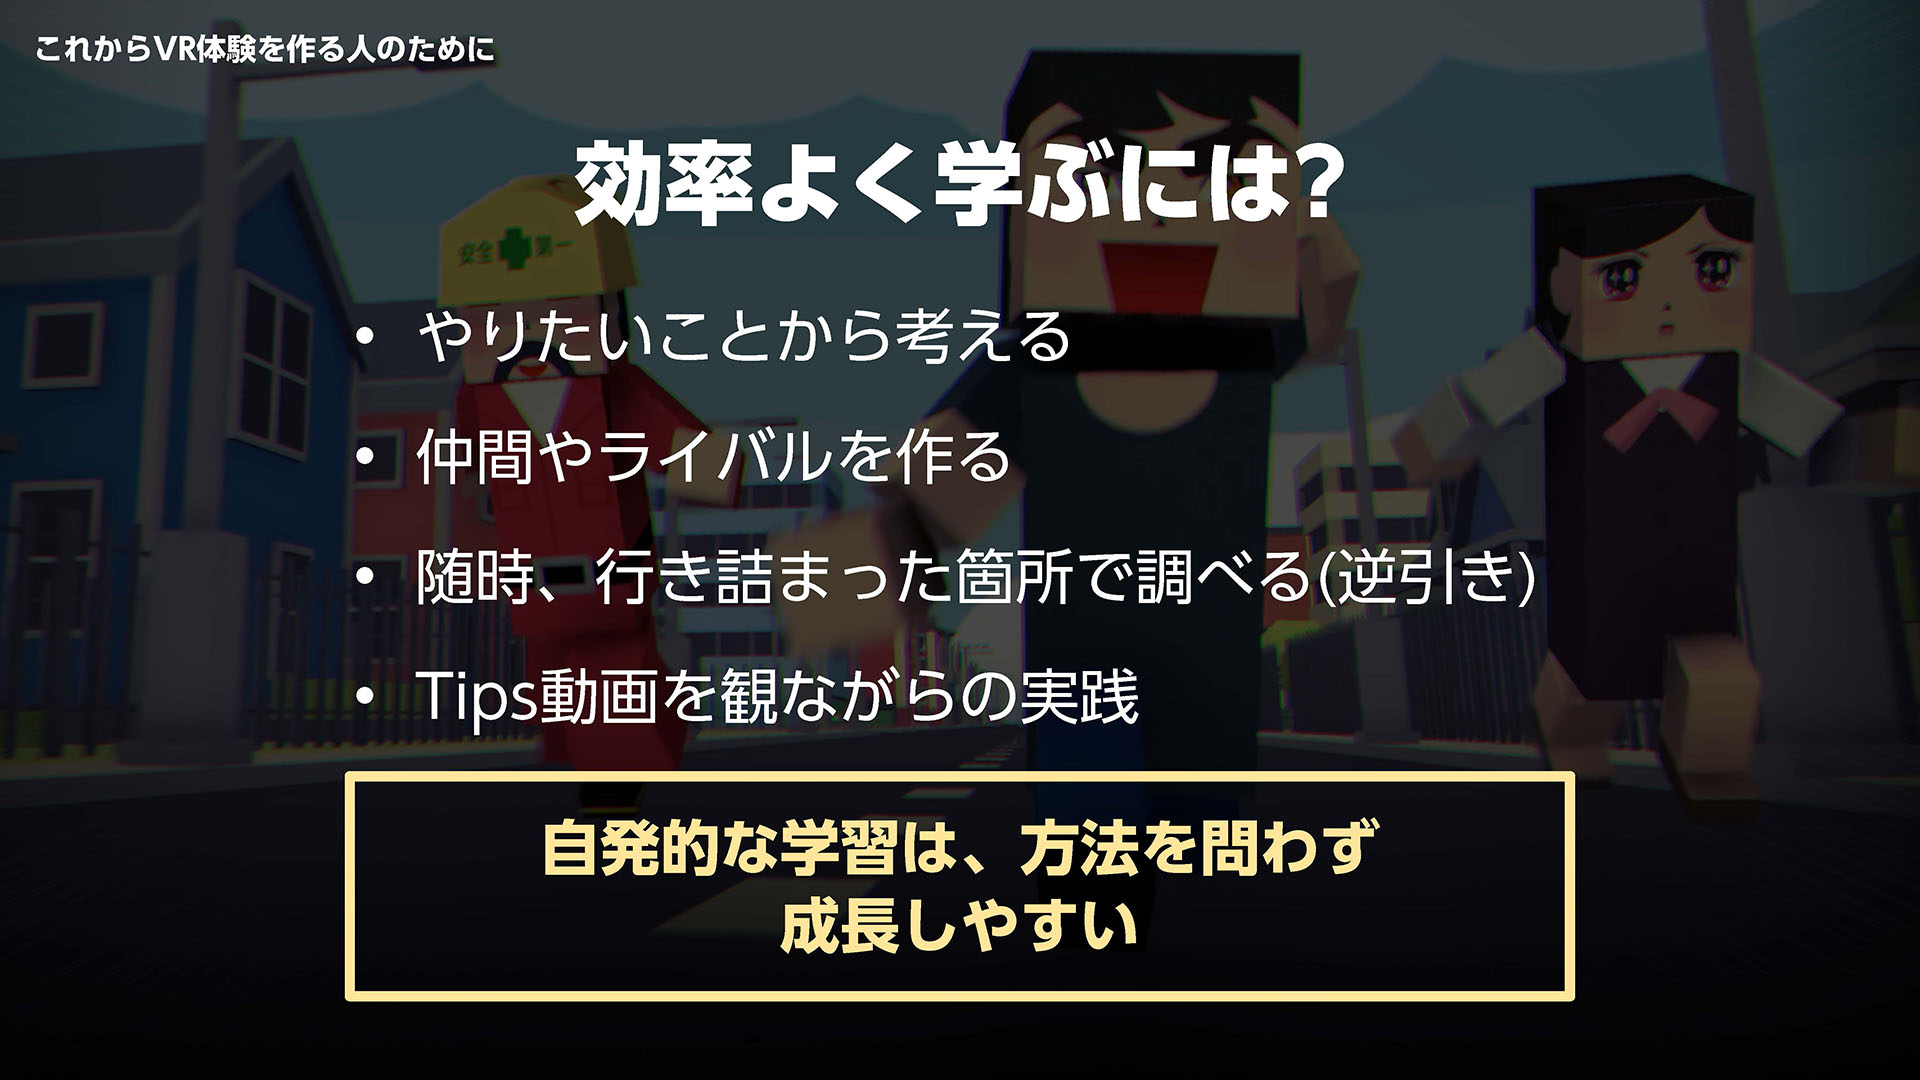 これからVR体験を作る人のために
効率よく学ぶには?
安全 第一
• やりたいことから考える
• 仲間やライバルを作る
• 随時、行き詰まった箇所で調べる(逆引き)
• Tips動画を観ながらの実践
自発的な学習は、方法を問わず
成長しやすい